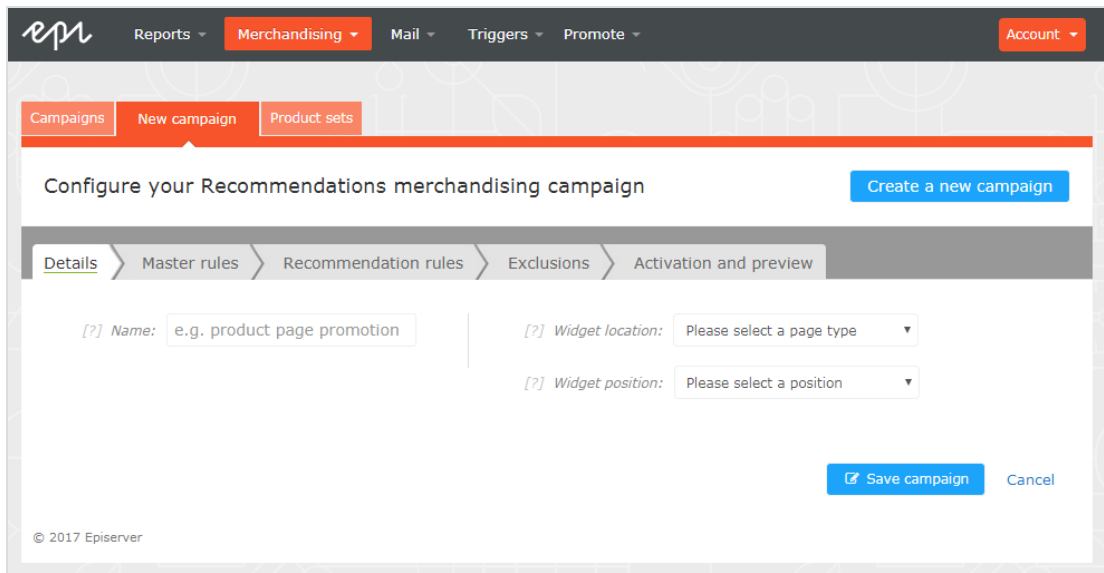 epi Reports Merchandising Mail Triggers Promote Account
Campaigns New campaign Product sets
Configure your Recommendations merchandising campaign Create a new campaign
Details Master rules Recommendation rules Exclusions Activation and preview
[?] Name: e.g. product page promotion [?] Widget location: Please select a page type
[?] Widget position: Please select a position
Save campaign Cancel
© 2017 Episerver